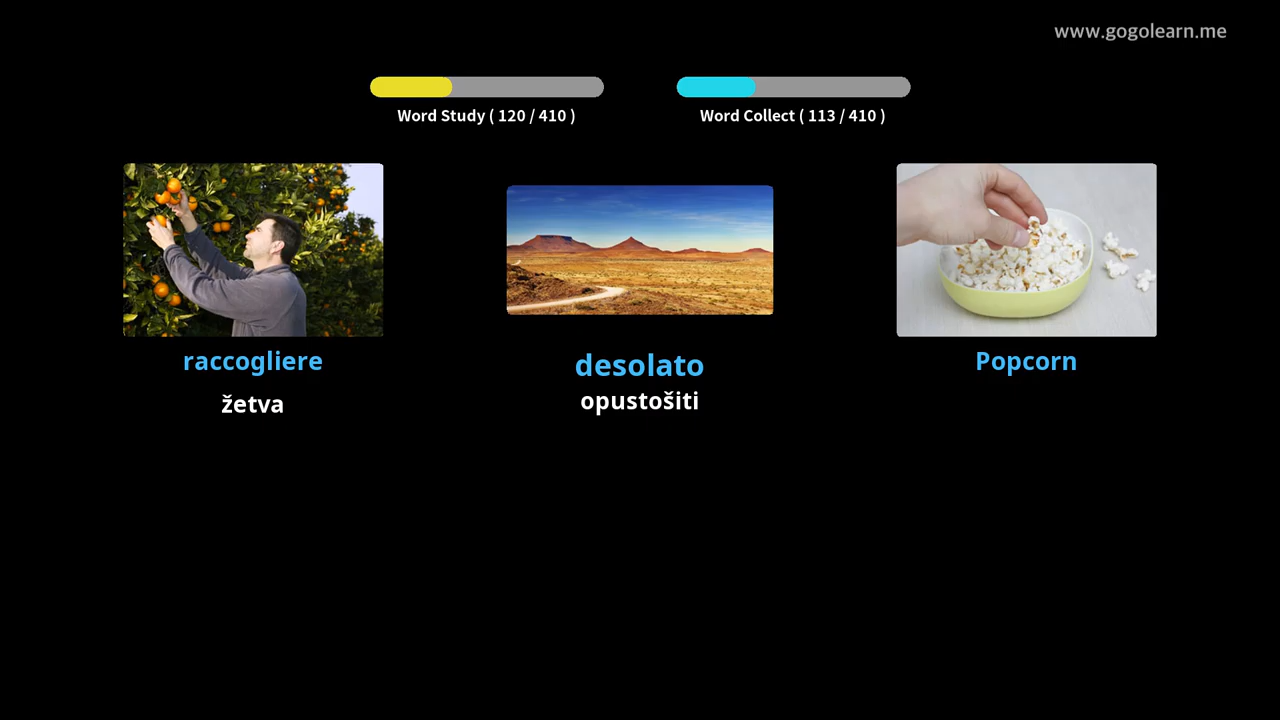 www.gogolearn.me
Word Study ( 120 / 410 )
Word Collect ( 113 / 410 )
raccogliere
žetva
desolato
opustošiti
Popcorn